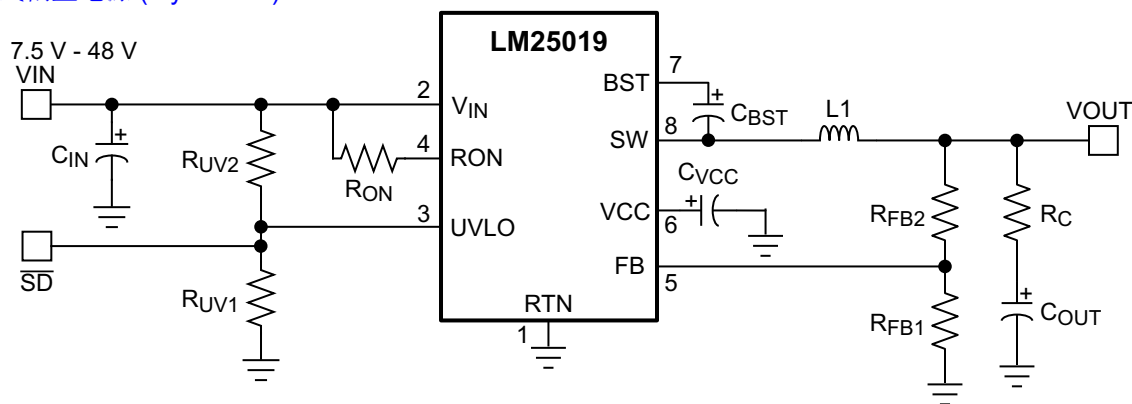 LM25019
7.5 V - 48 V
VIN
BST
7
CBST
L1
VOUT
2
VIN
SW
8
CIN
RUV2
4
RON
RON
CVCC
3
UVLO
VCC
6
RFB2
RC
SD
FB
5
RUV1
RTN
1
RFB1
COUT